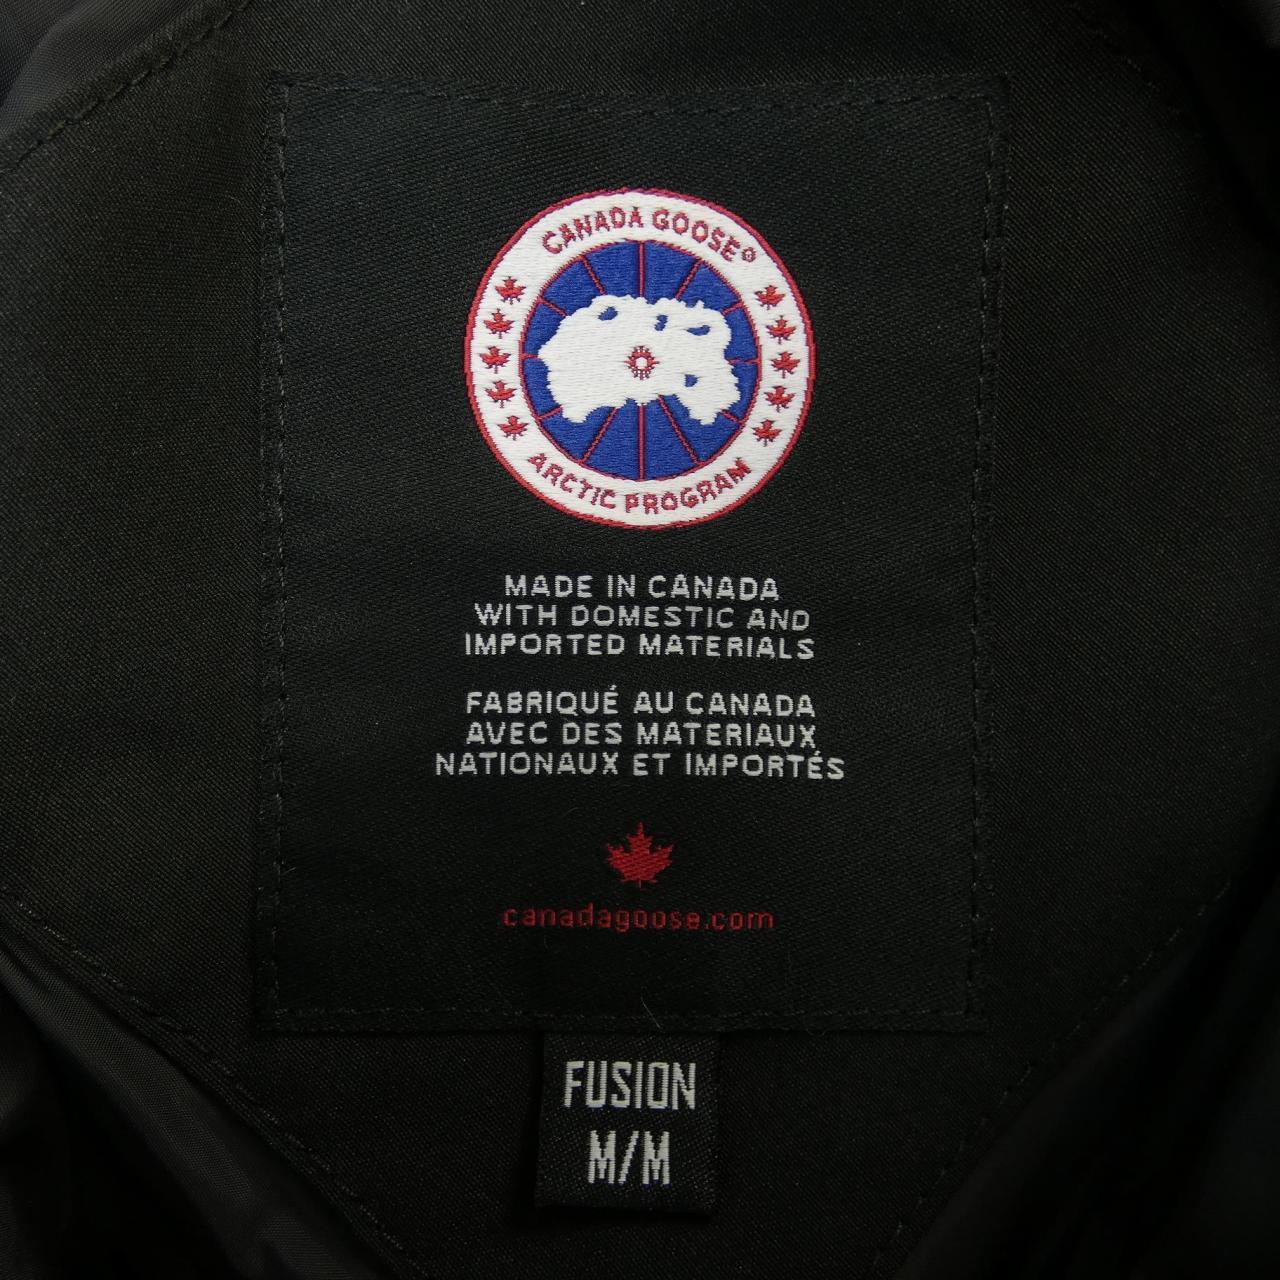 CANADA GOOSE®
ARCTIC PROGRAM
MADE IN CANADA
WITH DOMESTIC AND
IMPORTED MATERIALS
FABRIQUÉ AU CANADA
AVEC DES MATERIAUX
NATIONAUX ET IMPORTÉS
canadagoose.com
FUSION
M/M